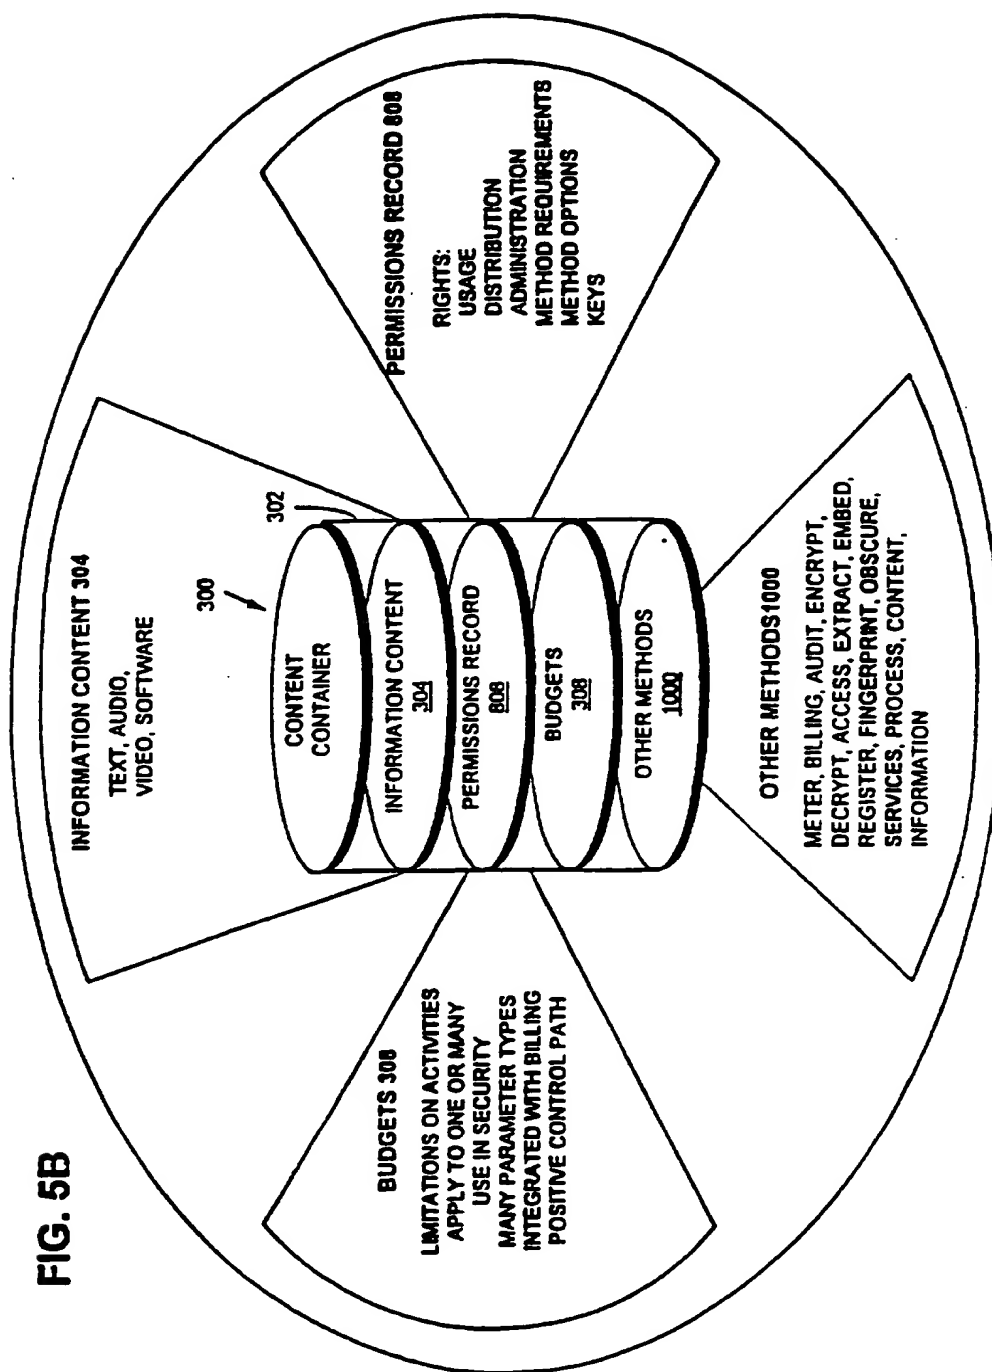 FIG. 5B
INFORMATION CONTENT 304
TEXT, AUDIO,
VIDEO, SOFTWARE
300
302
CONTENT
CONTAINER
INFORMATION CONTENT
304
PERMISSIONS RECORD
808
BUDGETS
308
OTHER METHODS
1000
BUDGETS 308
LIMITATIONS ON ACTIVITIES
APPLY TO ONE OR MANY
USE IN SECURITY
MANY PARAMETER TYPES
INTEGRATED WITH BILLING
POSITIVE CONTROL PATH
PERMISSIONS RECORD 808
RIGHTS:
USAGE
DISTRIBUTION
ADMINISTRATION
METHOD REQUIREMENTS
METHOD OPTIONS
KEYS
OTHER METHODS1000
METER, BILLING, AUDIT, ENCRYPT,
DECRYPT, ACCESS, EXTRACT, EMBED,
REGISTER, FINGERPRINT, OBSCURE,
SERVICES, PROCESS, CONTENT,
INFORMATION